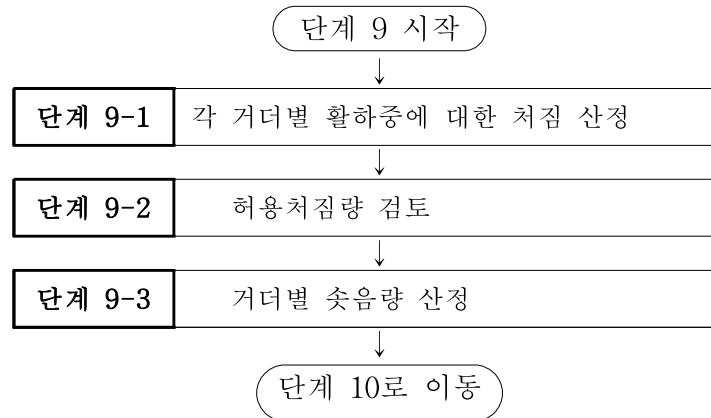 단계 9 시작
단계 9-1 각 거더별 활하중에 대한 처짐 산정
단계 9-2 허용처짐량 검토
단계 9-3 거더별 솟음량 산정
단계 10로 이동